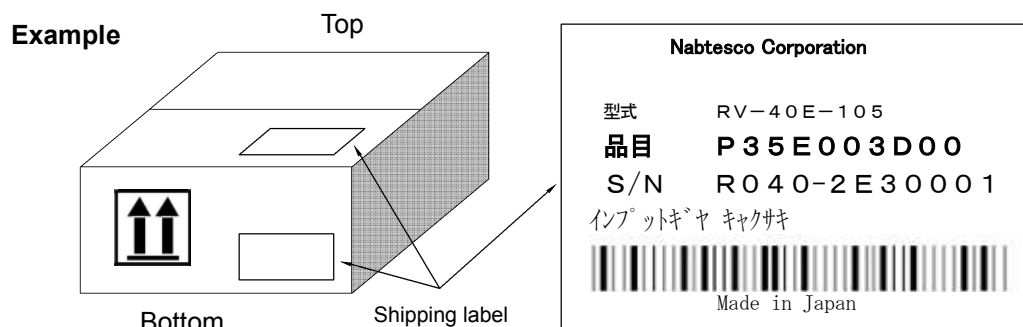 Example
Top
Bottom
Shipping label
Nabtesco Corporation
型式 RV-40E-105
品目 P35E003D00
S/N R040-2E30001
インプットギヤ キャクサキ
Made in Japan